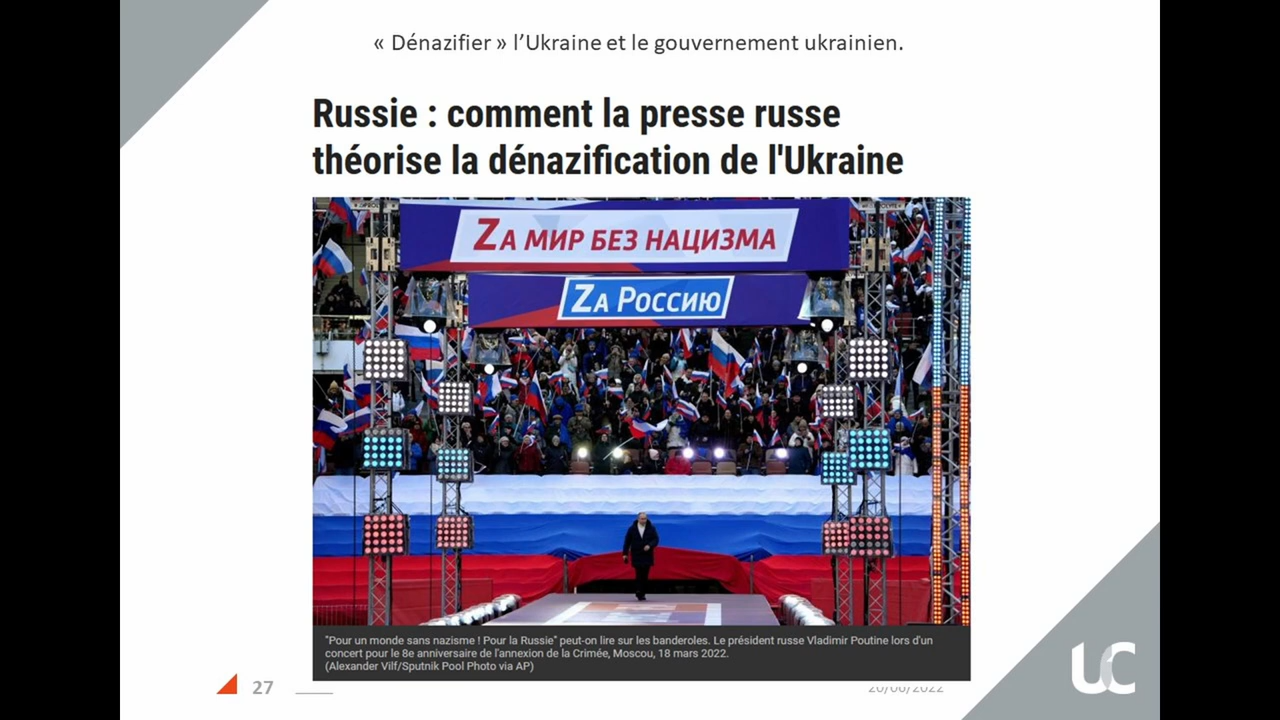 « Dénazifier » l’Ukraine et le gouvernement ukrainien.
Russie : comment la presse russe
théorise la dénazification de l'Ukraine
ZА МИР БЕЗ НАЦИЗМА
ZА РОССИЮ
"Pour un monde sans nazisme ! Pour la Russie" peut-on lire sur les banderoles. Le président russe Vladimir Poutine lors d'un
concert pour le 8e anniversaire de l'annexion de la Crimée, Moscou, 18 mars 2022.
(Alexander Vilf/Sputnik Pool Photo via AP)
27
20/06/2022
UC